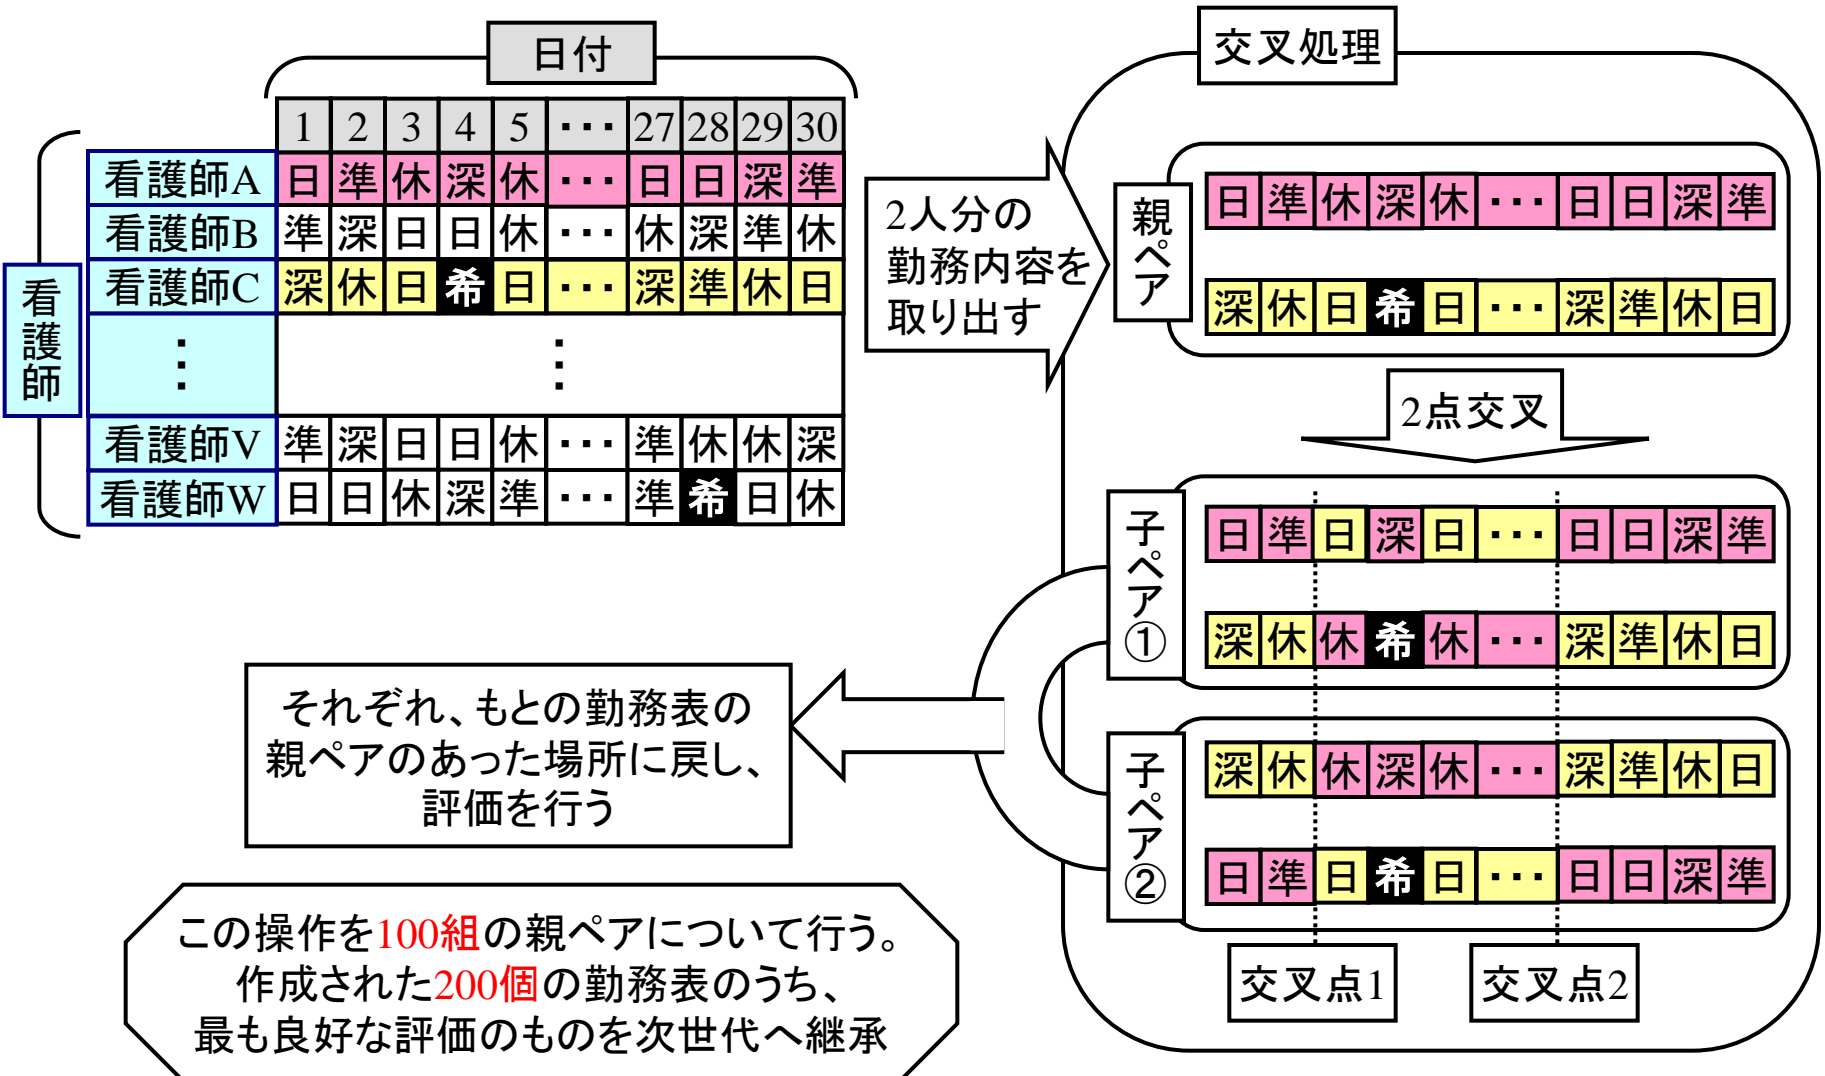 日付
1 2 3 4 5 ・・・ 27 28 29 30
看護師
看護師A 日 準 休 深 休 ・・・ 日 日 深 準
看護師B 準 深 日 日 休 ・・・ 休 深 準 休
看護師C 深 休 日 希 日 ・・・ 深 準 休 日
⋮ ⋮
看護師V 準 深 日 日 休 ・・・ 準 休 休 深
看護師W 日 日 休 深 準 ・・・ 準 希 日 休
2人分の
勤務内容を
取り出す
交叉処理
親ペア
日 準 休 深 休 ・・・ 日 日 深 準
深 休 日 希 日 ・・・ 深 準 休 日
2点交叉
子ペア①
日 準 日 深 日 ・・・ 日 日 深 準
深 休 休 希 休 ・・・ 深 準 休 日
子ペア②
深 休 休 深 休 ・・・ 深 準 休 日
日 準 日 希 日 ・・・ 日 日 深 準
交叉点1
交叉点2
それぞれ、もとの勤務表の
親ペアのあった場所に戻し、
評価を行う
この操作を100組の親ペアについて行う。
作成された200個の勤務表のうち、
最も良好な評価のものを次世代へ継承